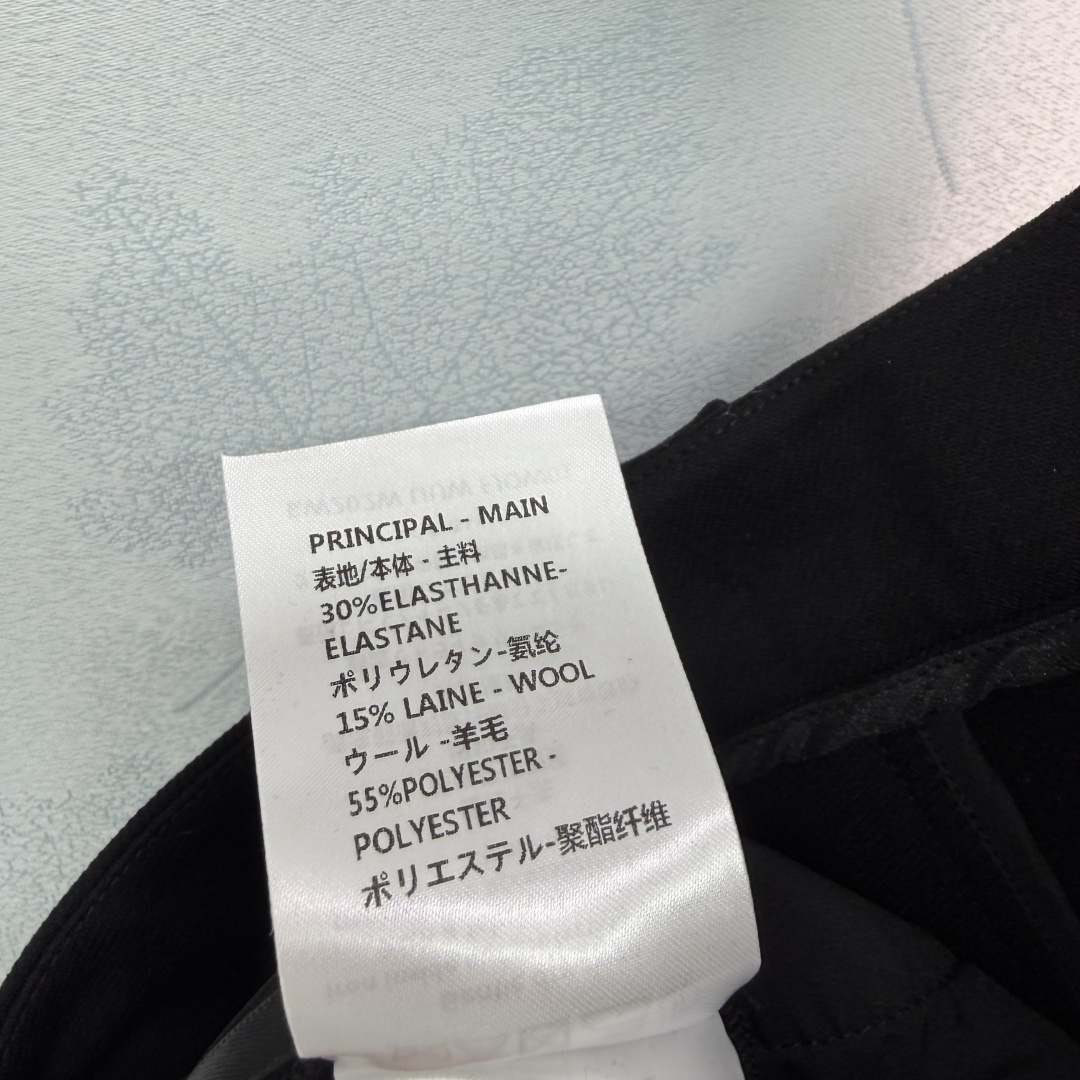 PRINCIPAL - MAIN
表地/本体 - 主料
30%ELASTHANNE-
ELASTANE
ポリウレタン-氨纶
15% LAINE - WOOL
ウール -羊毛
55%POLYESTER -
POLYESTER
ポリエステル-聚酯纤维